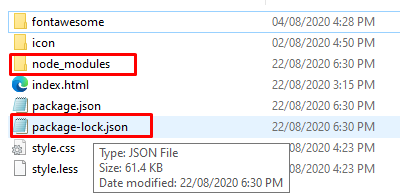 fontawesome 04/08/2020 4:28 PM
icon 02/08/2020 4:50 PM
node_modules 22/08/2020 6:30 PM
index.html 22/08/2020 3:15 PM
package.json 22/08/2020 6:30 PM
package-lock.json 22/08/2020 6:30 PM
style.css 22/08/2020 4:23 PM
style.less 22/08/2020 4:23 PM
Type: JSON File
Size: 61.4 KB
Date modified: 22/08/2020 6:30 PM